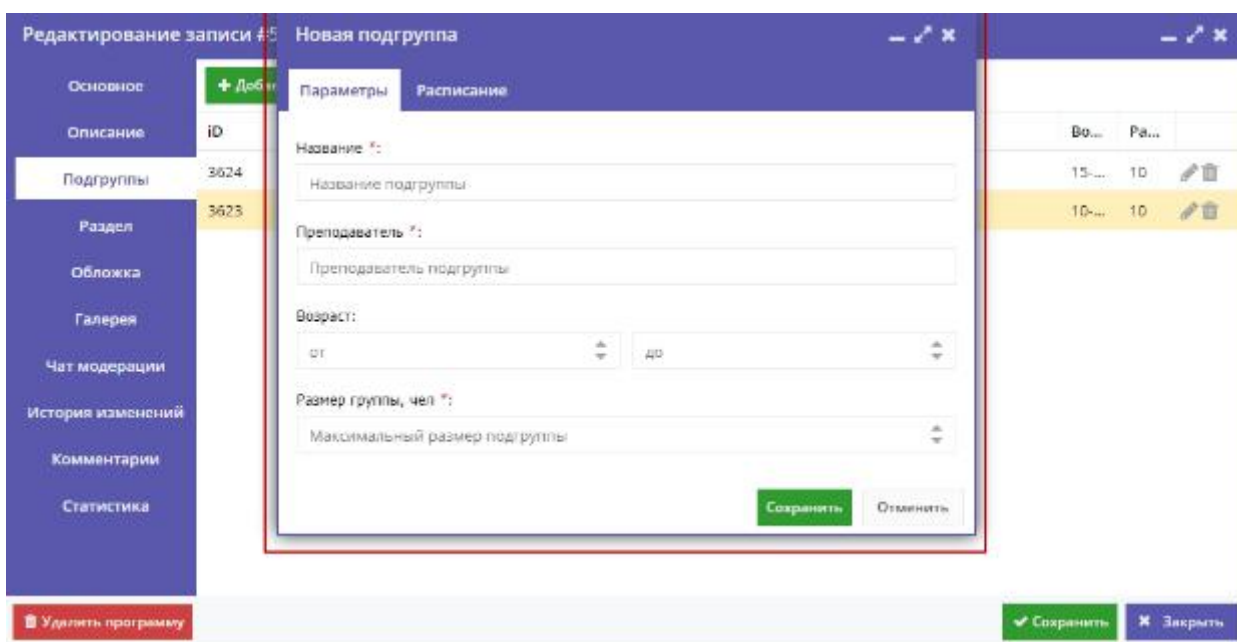 Редактирование записи #5
Основное
Описание
Подгруппы
Раздел
Обложка
Галерея
Чат модерации
История изменений
Комментарии
Статистика
Удалить программу
iD
Во... Ра...
3624 15-... 10
3623 10-... 10
Новая подгруппа
Параметры Расписание
Название *:
Название подгруппы
Преподаватель *:
Преподаватель подгруппы
Возраст:
от до
Размер группы, чел *:
Максимальный размер подгруппы
Сохранить Отменить
Сохранить Закрыть